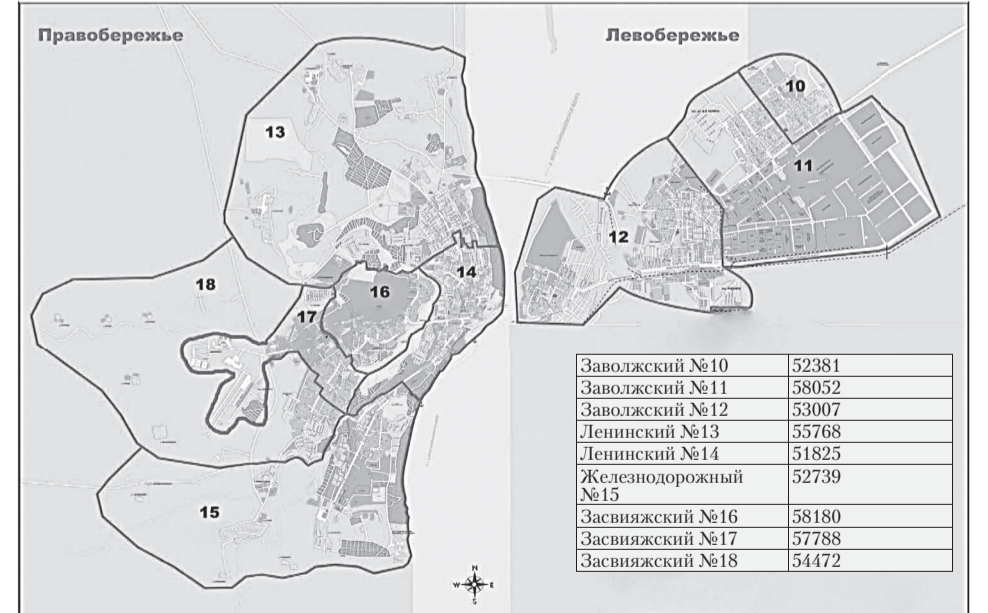 Правобережье
Левобережье
10
13
11
12
14
18
16
17
15
Заволжский №10 52381
Заволжский №11 58052
Заволжский №12 53007
Ленинский №13 55768
Ленинский №14 51825
Железнодорожный 52739
№15
Засвияжский №16 58180
Засвияжский №17 57788
Засвияжский №18 54472
N
W E
S